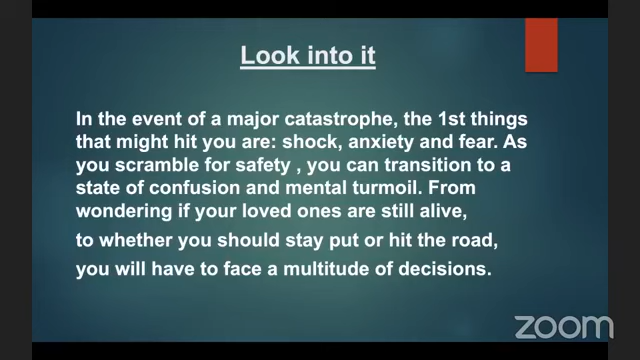 Look into it
In the event of a major catastrophe, the 1st things
that might hit you are: shock, anxiety and fear. As
you scramble for safety , you can transition to a
state of confusion and mental turmoil. From
wondering if your loved ones are still alive,
to whether you should stay put or hit the road,
you will have to face a multitude of decisions.
zoom